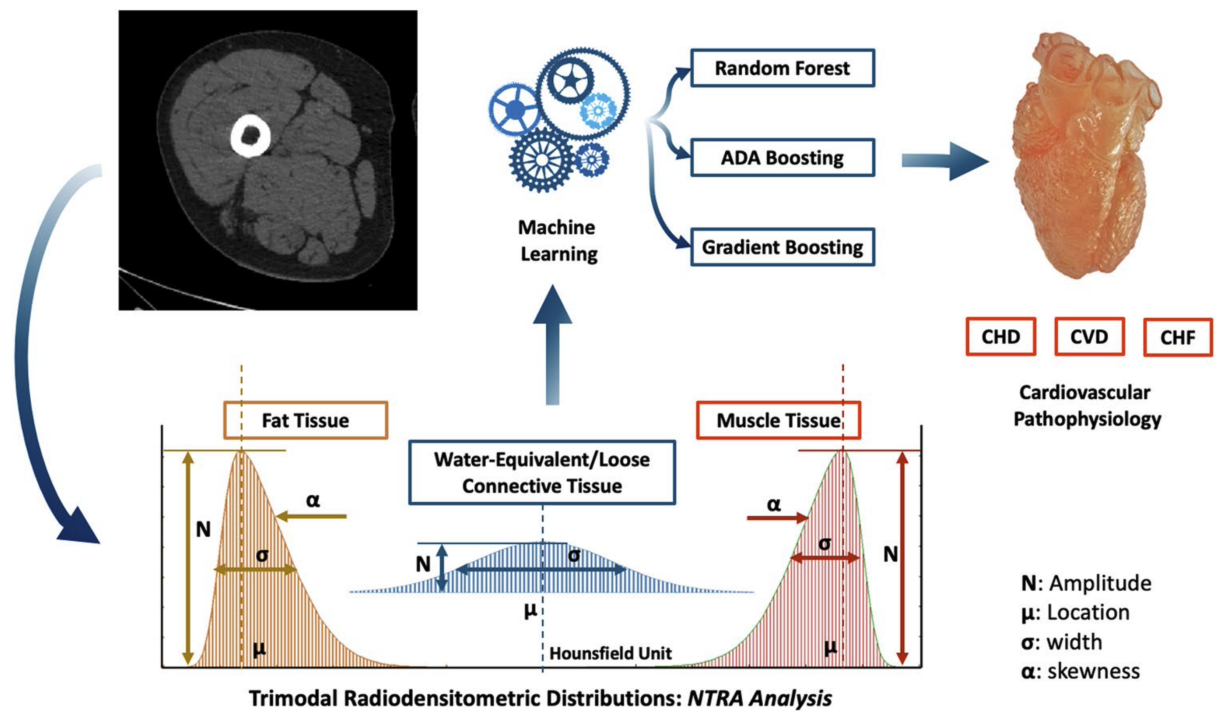 Random Forest
ADA Boosting
Gradient Boosting
Machine
Learning
CHD
CVD
CHF
Cardiovascular
Pathophysiology
Fat Tissue
Water-Equivalent/Loose
Connective Tissue
Muscle Tissue
N
α
σ
μ
N
σ
μ
α
σ
N
μ
Hounsfield Unit
N: Amplitude
μ: Location
σ: width
α: skewness
Trimodal Radiodensitometric Distributions: NTRA Analysis